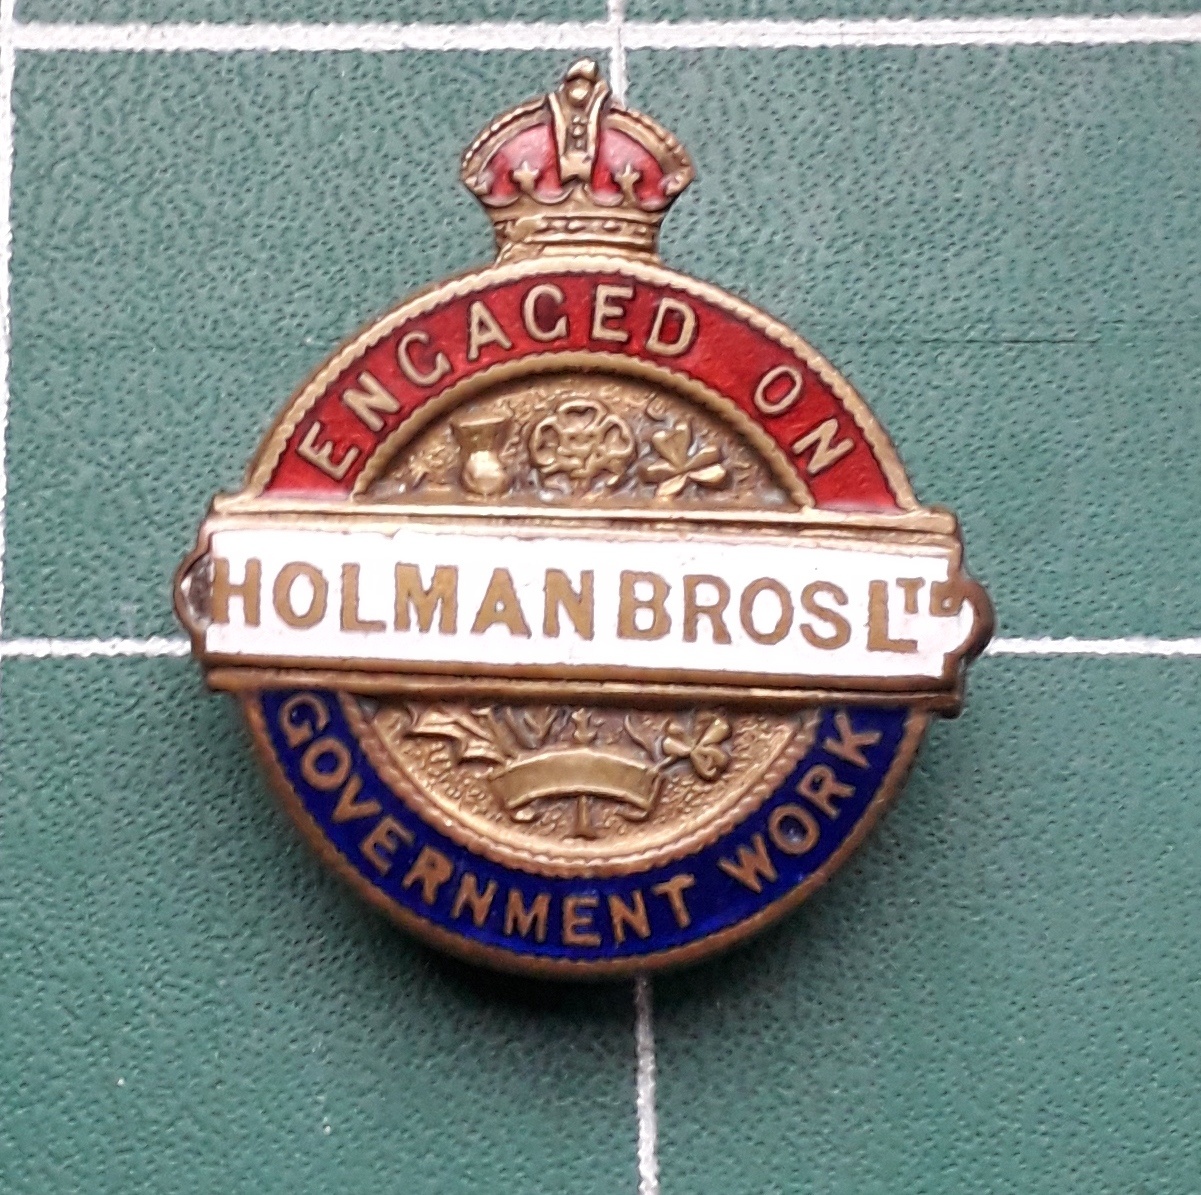 ENGAGED ON
HOLMAN BROS LTD
GOVERNMENT WORK